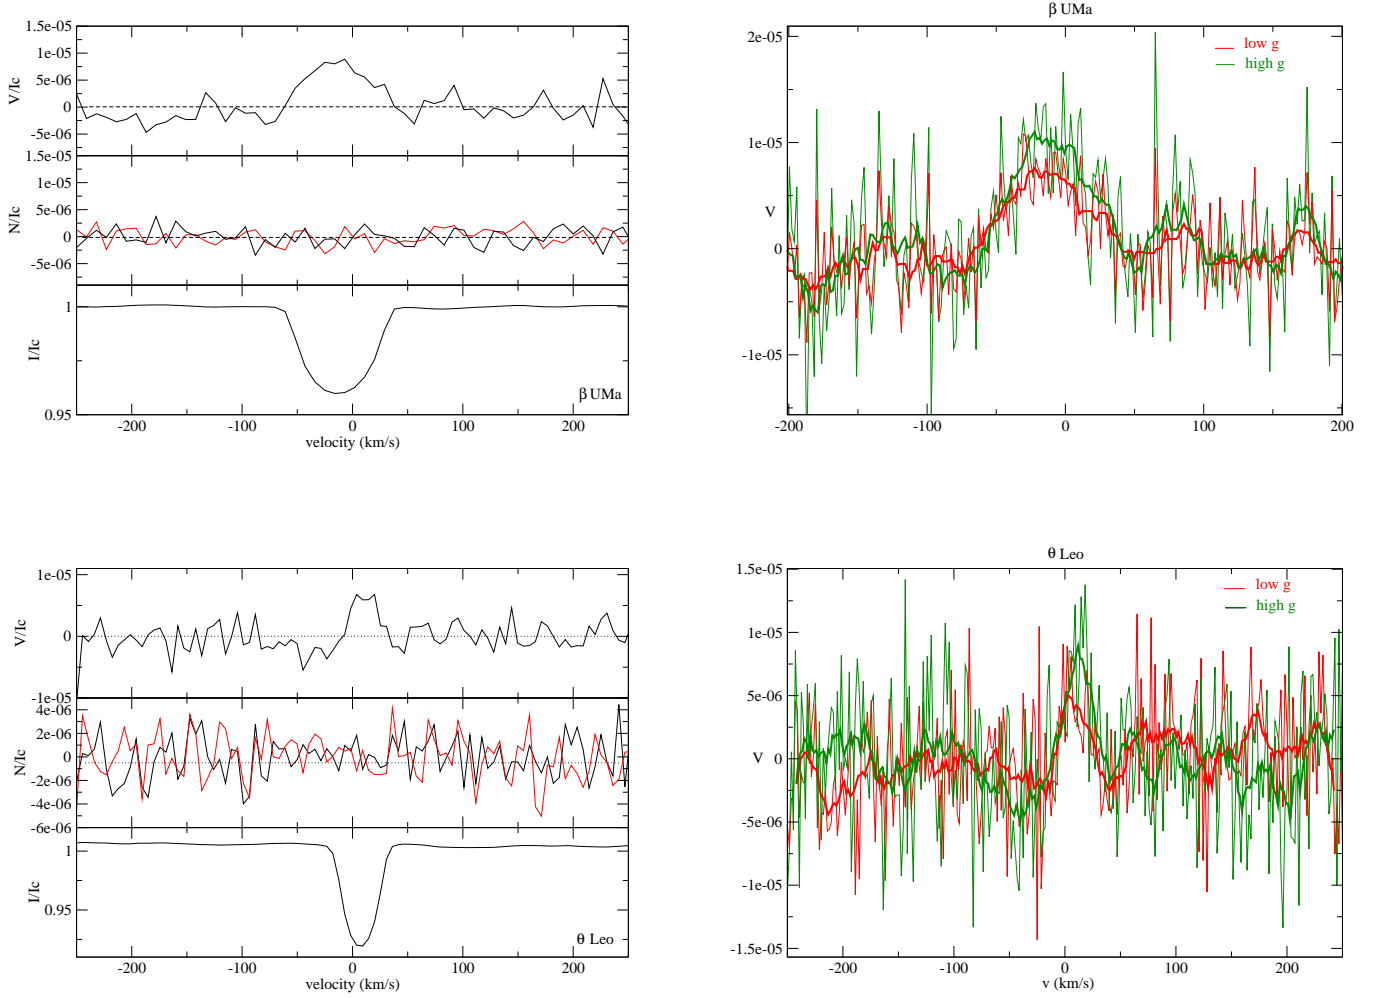 1.5e-05
1e-05
5e-06
0
-5e-06
V/Ic
1.5e-05
1e-05
5e-06
0
-5e-06
N/Ic
1
0.95
I/Ic
β UMa
-200 -100 0 100 200
velocity (km/s)
β UMa
low g
high g
2e-05
1e-05
0
-1e-05
V
-200 -100 0 100 200
1e-05
0
-1e-05
V/Ic
4e-06
2e-06
0
-2e-06
-4e-06
-6e-06
N/Ic
1
0.95
I/Ic
θ Leo
-200 -100 0 100 200
velocity (km/s)
θ Leo
low g
high g
1.5e-05
1e-05
5e-06
0
-5e-06
-1e-05
-1.5e-05
V
-200 -100 0 100 200
v (km/s)